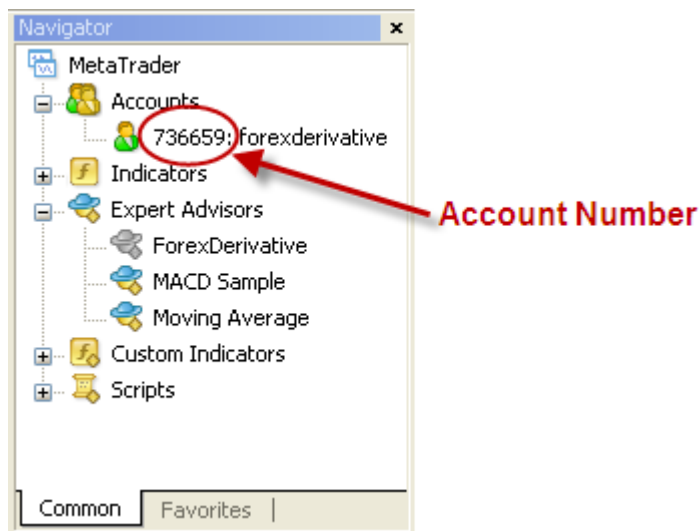 Navigator
MetaTrader
Accounts
736659: forexderivative
Indicators
Account Number
Expert Advisors
ForexDerivative
MACD Sample
Moving Average
Custom Indicators
Scripts
Common Favorites